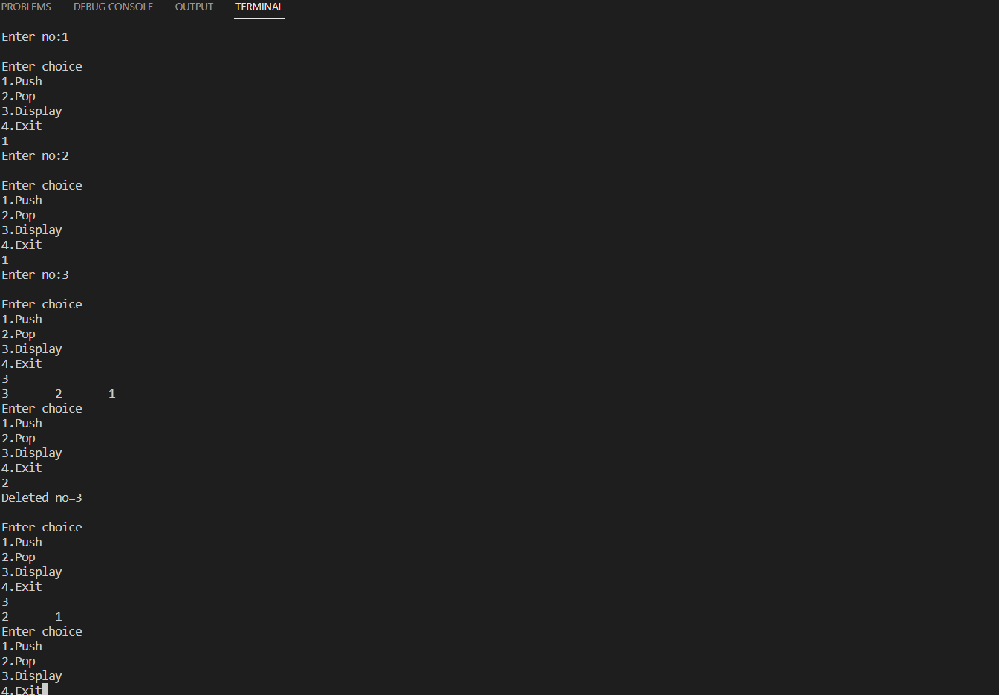 PROBLEMS DEBUG CONSOLE OUTPUT TERMINAL
Enter no:1
Enter choice
1.Push
2.Pop
3.Display
4.Exit
1
Enter no:2
Enter choice
1.Push
2.Pop
3.Display
4.Exit
1
Enter no:3
Enter choice
1.Push
2.Pop
3.Display
4.Exit
3
3 2 1
Enter choice
1.Push
2.Pop
3.Display
4.Exit
2
Deleted no=3
Enter choice
1.Push
2.Pop
3.Display
4.Exit
3
2 1
Enter choice
1.Push
2.Pop
3.Display
4.Exit